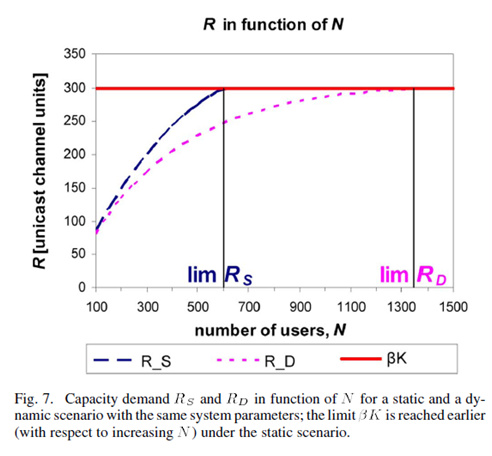 R in function of N
R [unicast channel units]
350
300
250
200
150
100
50
0
lim R_S
lim R_D
100 300 500 700 900 1100 1300 1500
number of users, N
R_S R_D βK
Fig. 7. Capacity demand R_S and R_D in function of N for a static and a dy-
namic scenario with the same system parameters; the limit βK is reached earlier
(with respect to increasing N) under the static scenario.